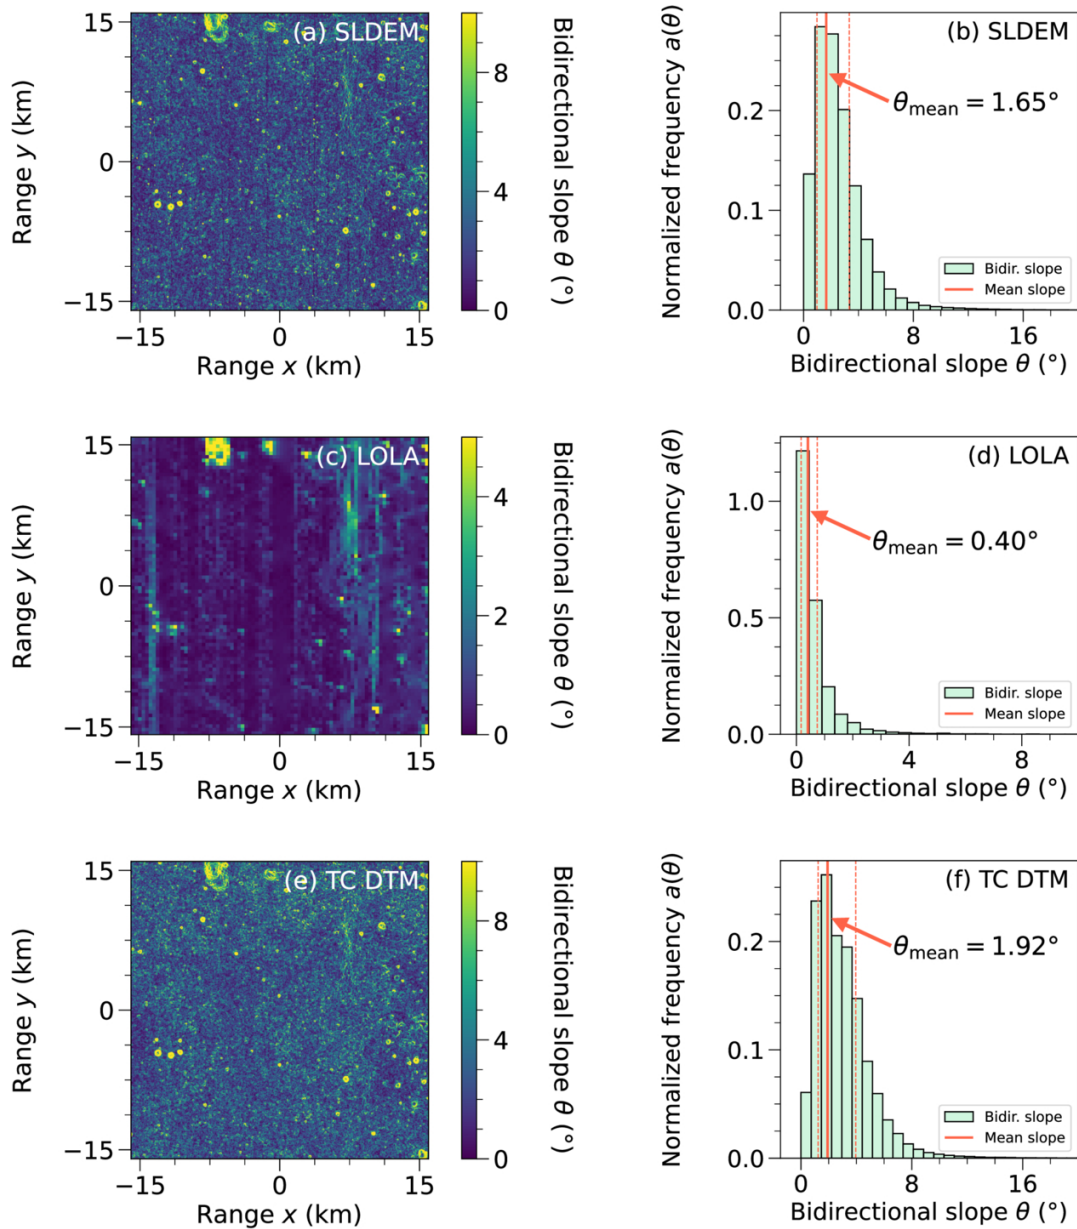 (a) SLDEM
15
0
−15
Range y (km)
−15
0
15
Range x (km)
8
4
0
Bidirectional slope θ (°)
(b) SLDEM
θmean = 1.65°
0.2
0.1
0.0
Normalized frequency a(θ)
Bidir. slope
Mean slope
0
8
16
Bidirectional slope θ (°)
(c) LOLA
15
0
−15
Range y (km)
−15
0
15
Range x (km)
4
2
0
Bidirectional slope θ (°)
(d) LOLA
θmean = 0.40°
1.0
0.5
0.0
Normalized frequency a(θ)
Bidir. slope
Mean slope
0
4
8
Bidirectional slope θ (°)
(e) TC DTM
15
0
−15
Range y (km)
−15
0
15
Range x (km)
8
4
0
Bidirectional slope θ (°)
(f) TC DTM
θmean = 1.92°
0.2
0.1
0.0
Normalized frequency a(θ)
Bidir. slope
Mean slope
0
8
16
Bidirectional slope θ (°)